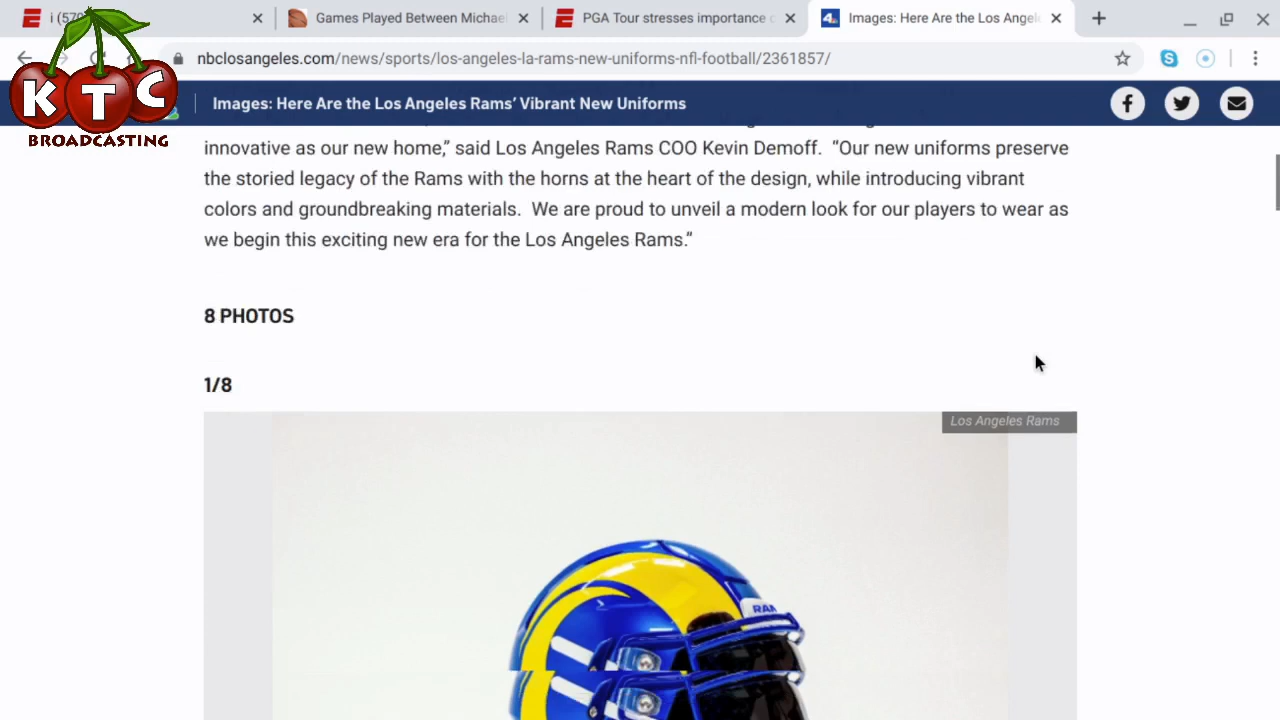 i (570
Games Played Between Michael
PGA Tour stresses importance
Images: Here Are the Los Angel
nbclosangeles.com/news/sports/los-angeles-la-rams-new-uniforms-nfl-football/2361857/
KTC
BROADCASTING
Images: Here Are the Los Angeles Rams’ Vibrant New Uniforms
innovative as our new home,” said Los Angeles Rams COO Kevin Demoff.  “Our new uniforms preserve
the storied legacy of the Rams with the horns at the heart of the design, while introducing vibrant
colors and groundbreaking materials.  We are proud to unveil a modern look for our players to wear as
we begin this exciting new era for the Los Angeles Rams.”
8 PHOTOS
1/8
Los Angeles Rams
RAM